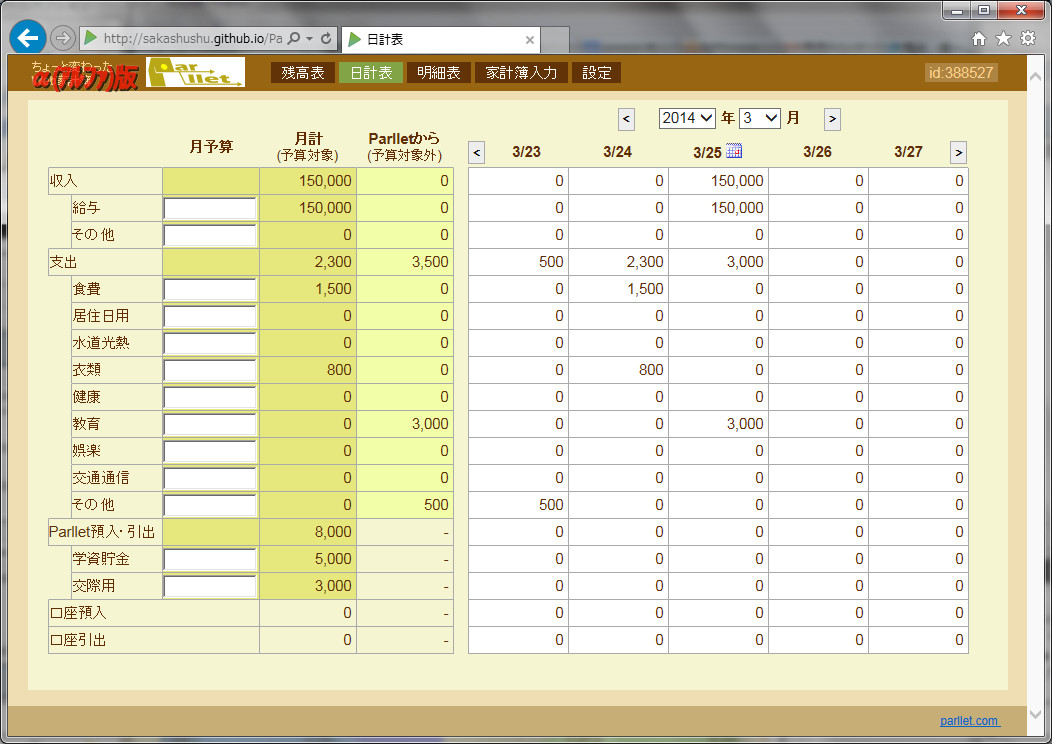 http://sakashushu.github.io/Pa
日計表
ちょーと変わった
α(アルファ)版
Parllet
残高表 日計表 明細表 家計簿入力 設定
id:388527
< 2014 年 3 月 >
月予算 月計 Parlletから
(予算対象) (予算対象外)
< 3/23 3/24 3/25 3/26 3/27 >
収入 150,000 0 0 0 150,000 0 0
給与 150,000 0 0 0 150,000 0 0
その他 0 0 0 0 0 0 0
支出 2,300 3,500 500 2,300 3,000 0 0
食費 1,500 0 0 1,500 0 0 0
居住日用 0 0 0 0 0 0 0
水道光熱 0 0 0 0 0 0 0
衣類 800 0 0 800 0 0 0
健康 0 0 0 0 0 0 0
教育 0 3,000 0 0 3,000 0 0
娯楽 0 0 0 0 0 0 0
交通通信 0 0 0 0 0 0 0
その他 0 500 500 0 0 0 0
Parllet預入・引出 8,000 - 0 0 0 0 0
学資貯金 5,000 - 0 0 0 0 0
交際用 3,000 - 0 0 0 0 0
口座預入 0 - 0 0 0 0 0
口座引出 0 - 0 0 0 0 0
parllet.com